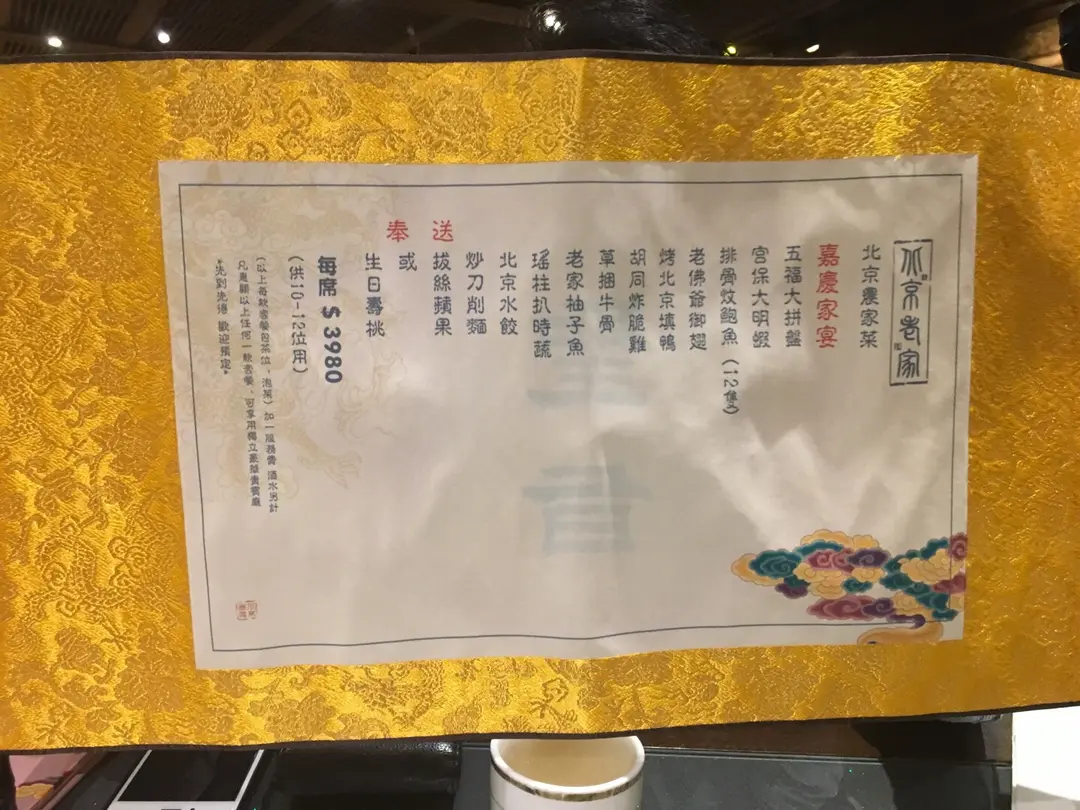 北京老家
北京農家菜
嘉慶家宴
五福大拼盤
宮保大明蝦
排骨炆鮑魚（12隻）
老佛爺御翅
烤北京填鴨
胡同炸脆雞
草捆牛骨
老家柚子魚
瑤柱扒時蔬
北京水餃
炒刀削麵
送 拔絲蘋果
奉 或
生日壽桃
每席 $ 3980
（供10-12位用）
（以上每款套餐包茶位、泡菜）加一服務費 酒水另計
凡惠顧以上任何一款套餐，可享用獨立豪華貴賓廳
*先到先得 歡迎預定*